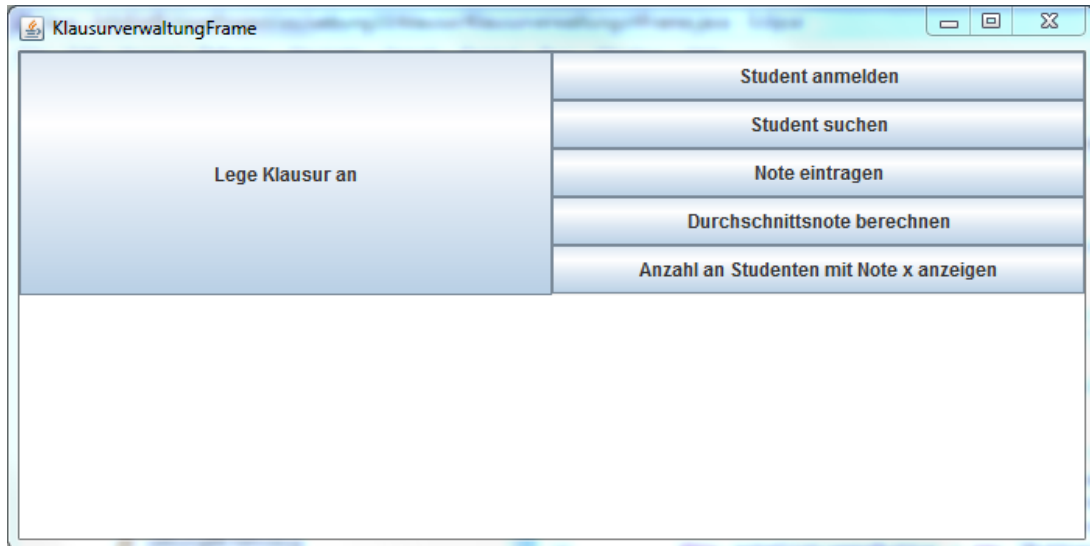 KlausurverwaltungFrame
Lege Klausur an
Student anmelden
Student suchen
Note eintragen
Durchschnittsnote berechnen
Anzahl an Studenten mit Note x anzeigen